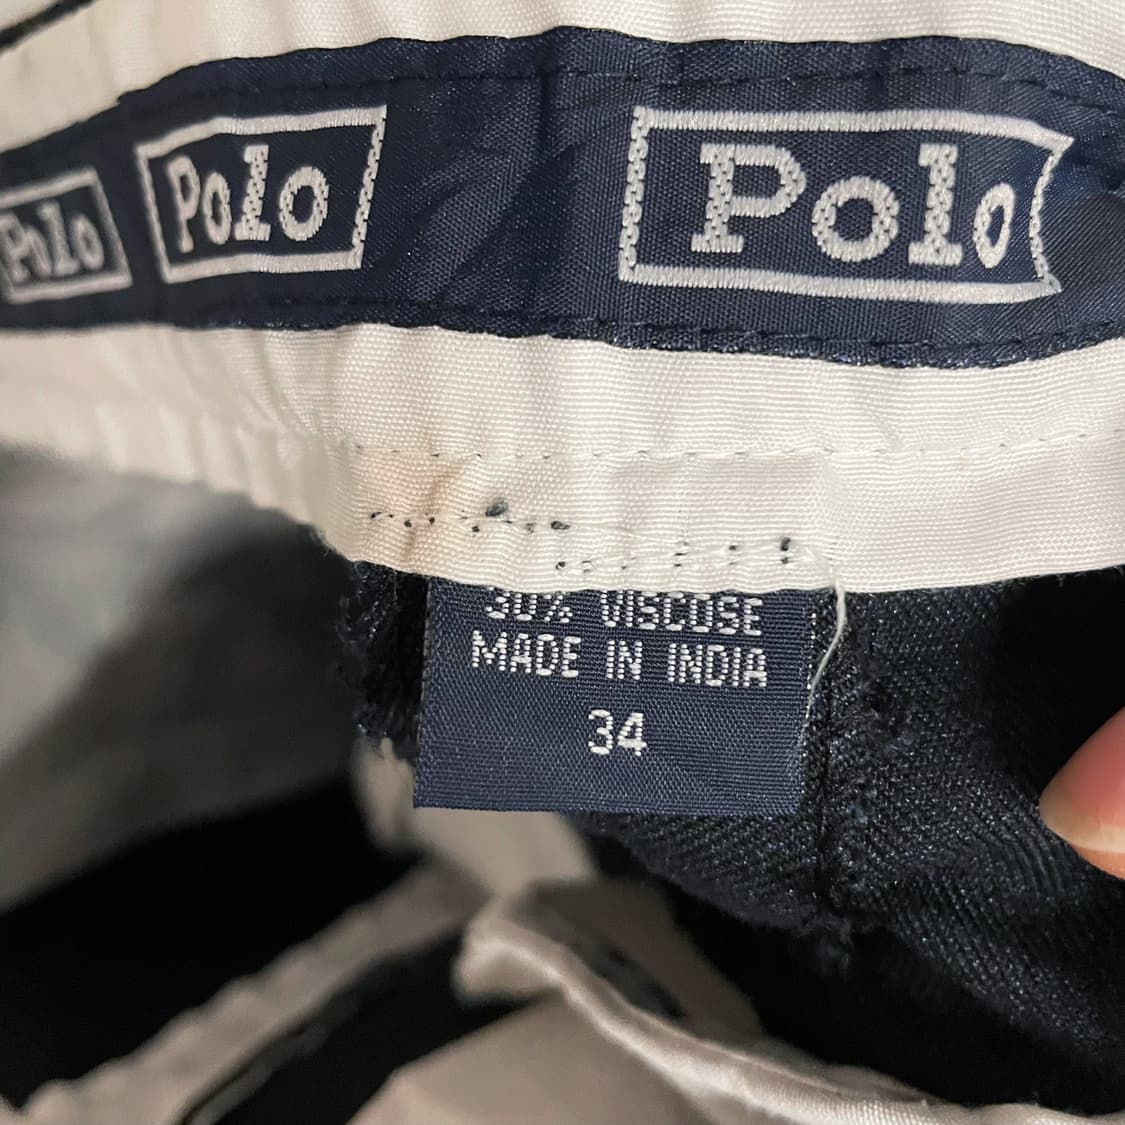 Polo Polo Polo
30% VISCOSE
MADE IN INDIA
34